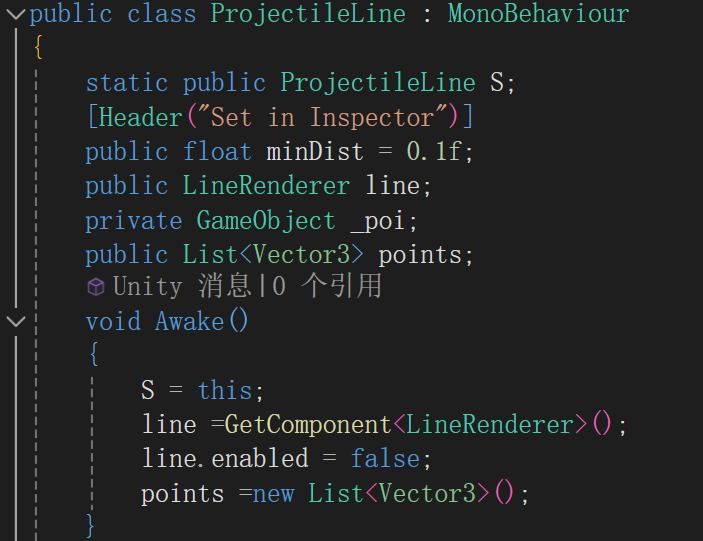 public class ProjectileLine : MonoBehaviour
{
static public ProjectileLine S;
[Header("Set in Inspector")]
public float minDist = 0.1f;
public LineRenderer line;
private GameObject _poi;
public List<Vector3> points;
Unity 消息|0 个引用
void Awake()
{
S = this;
line =GetComponent<LineRenderer>();
line.enabled = false;
points =new List<Vector3>();
}